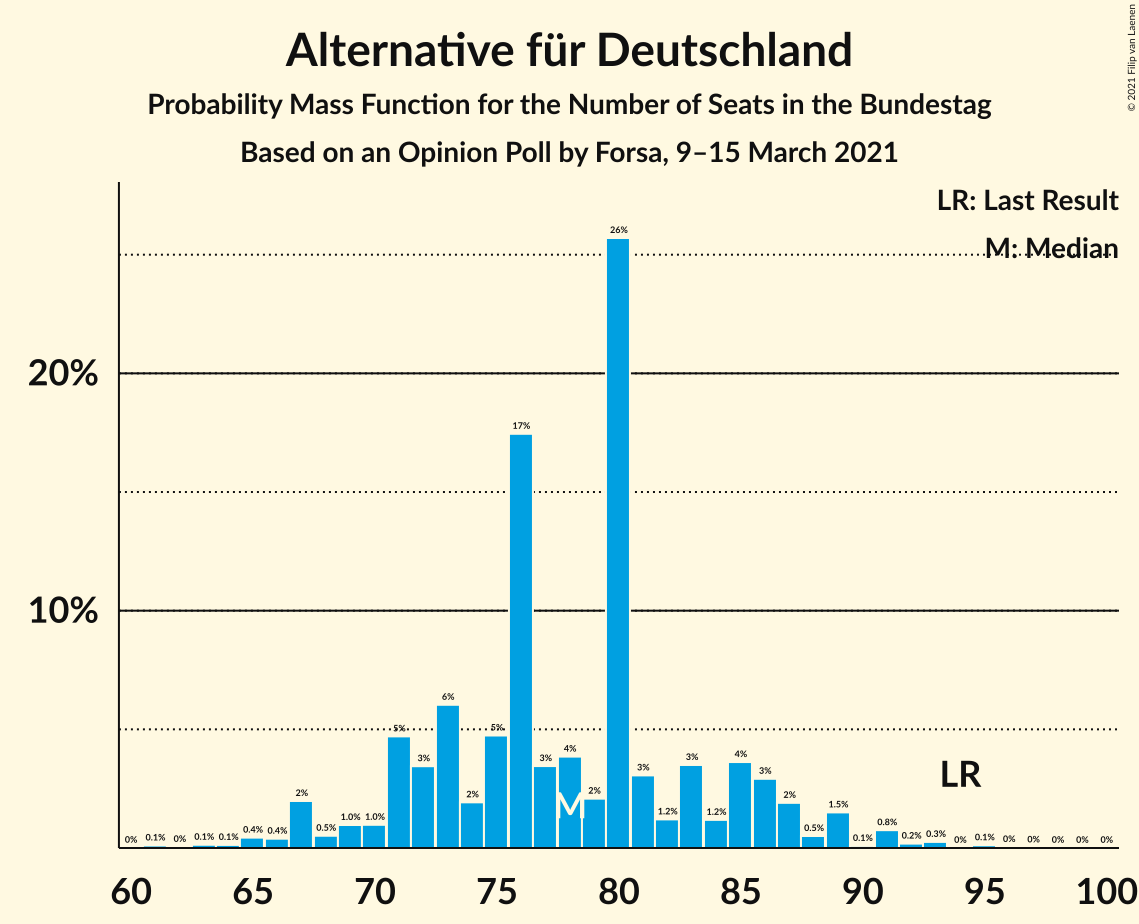 © 2021 Filip van Laenen
Alternative für Deutschland
Probability Mass Function for the Number of Seats in the Bundestag
Based on an Opinion Poll by Forsa, 9–15 March 2021
LR: Last Result
M: Median
26%
20%
17%
10%
6%
5% 5%
3% 2% 3% 4% 2% 3% 1.2% 3% 1.2% 4% 3% 2%
LR
M
0% 0.1% 0% 0.1% 0.1% 0.4% 0.4% 2% 0.5% 1.0% 1.0%
0.5% 1.5% 0.1% 0.8% 0.2% 0.3% 0% 0.1% 0% 0% 0% 0% 0%
60 65 70 75 80 85 90 95 100